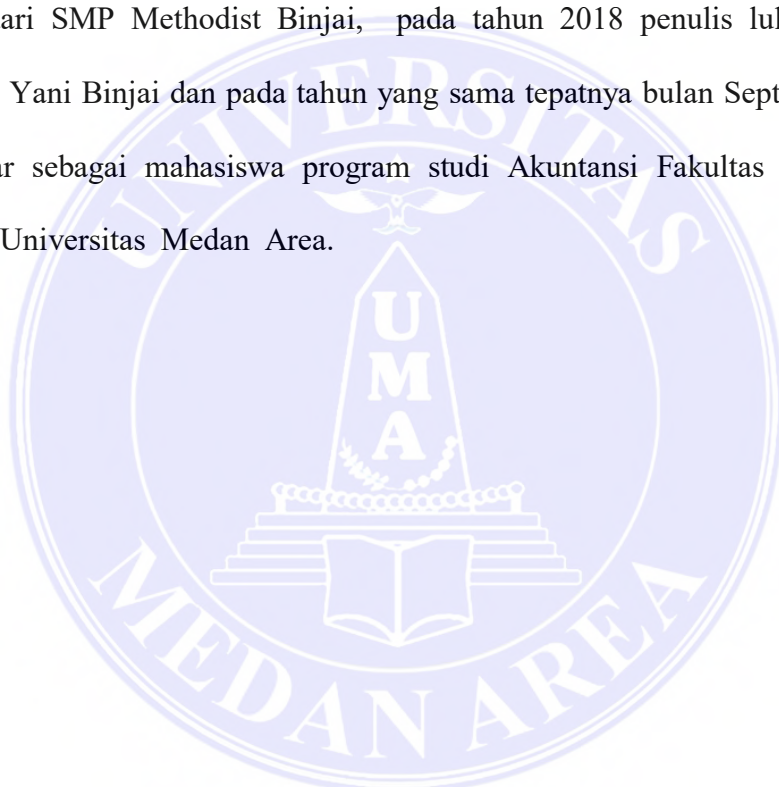 ari SMP Methodist Binjai, pada tahun 2018 penulis lul
Yani Binjai dan pada tahun yang sama tepatnya bulan Sept
ar sebagai mahasiswa program studi Akuntansi Fakultas
Universitas Medan Area.
UNIVERSITAS
U
M
A
MEDAN AREA